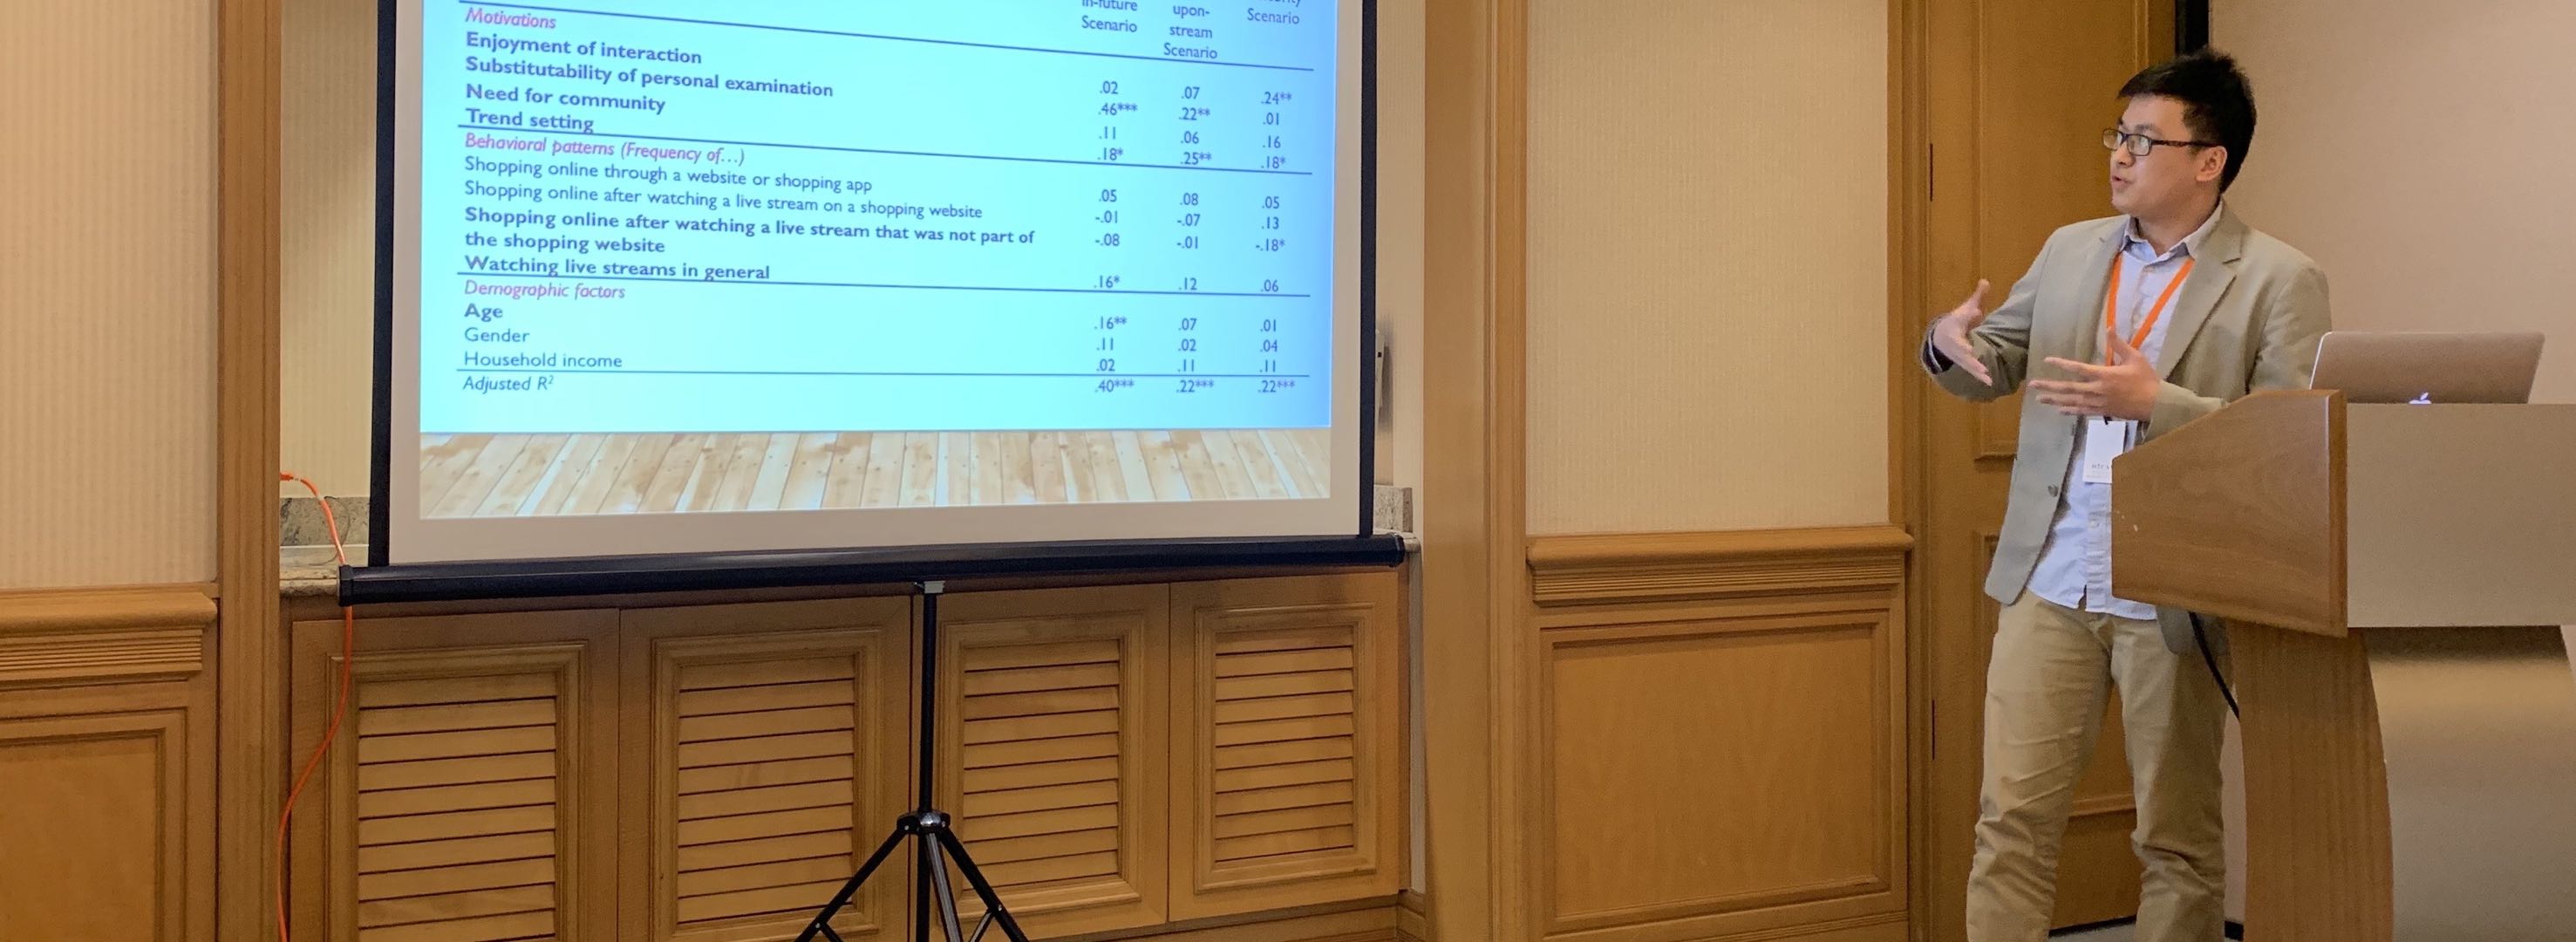 in-future upon- Scenario
Scenario stream
Scenario
Motivations
Enjoyment of interaction .02 .07 .24**
Substitutability of personal examination .46*** .22** .01
Need for community .11 .06 .16
Trend setting .18* .25** .18*
Behavioral patterns (Frequency of...)
Shopping online through a website or shopping app .05 .08 .05
Shopping online after watching a live stream on a shopping website -.01 -.07 .13
Shopping online after watching a live stream that was not part of -.08 -.01 -.18*
the shopping website
Watching live streams in general .16* .12 .06
Demographic factors
Age .16** .07 .01
Gender .11 .02 .04
Household income .02 .11 .11
Adjusted R² .40*** .22*** .22***